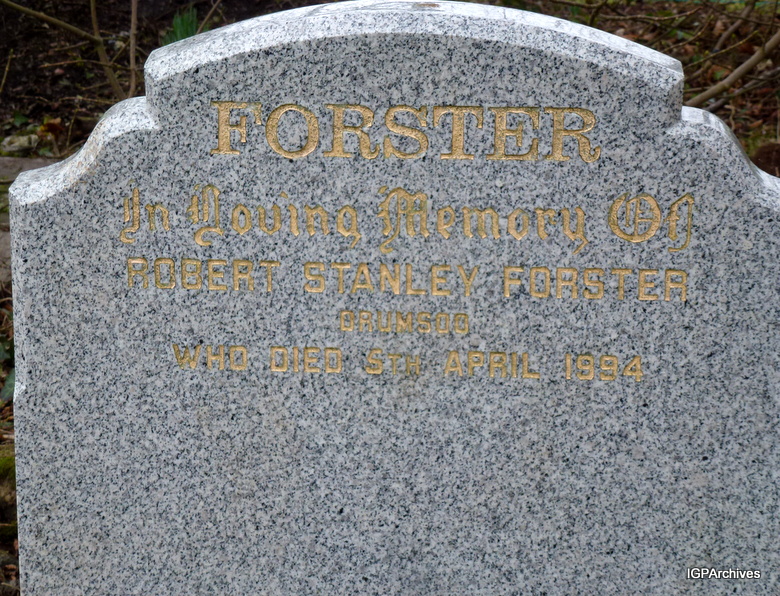 FORSTER
In Loving Memory Of
ROBERT STANLEY FORSTER
DRUMSOO
WHO DIED 5TH APRIL 1994
IGPArchives